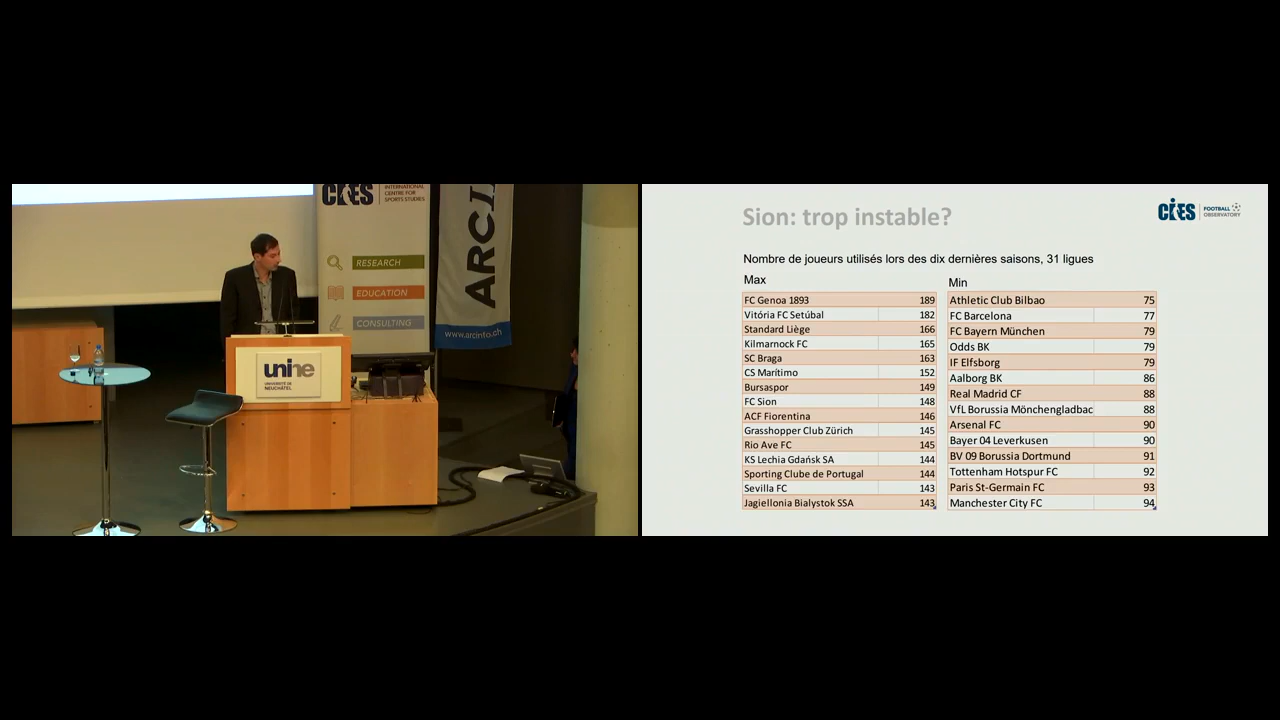 CIES
INTERNATIONAL
CENTRE FOR
SPORTS STUDIES
RESEARCH
EDUCATION
CONSULTING
ARCI
www.arcinfo.ch
unine
UNIVERSITÉ DE
NEUCHÂTEL
Sion: trop instable?
CIES FOOTBALL
OBSERVATORY
Nombre de joueurs utilisés lors des dix dernières saisons, 31 ligues
Max
FC Genoa 1893 189
Vitória FC Setúbal 182
Standard Liège 166
Kilmarnock FC 165
SC Braga 163
CS Marítimo 152
Bursaspor 149
FC Sion 148
ACF Fiorentina 146
Grasshopper Club Zürich 145
Rio Ave FC 145
KS Lechia Gdańsk SA 144
Sporting Clube de Portugal 144
Sevilla FC 143
Jagiellonia Bialystok SSA 143
Min
Athletic Club Bilbao 75
FC Barcelona 77
FC Bayern München 79
Odds BK 79
IF Elfsborg 79
Aalborg BK 86
Real Madrid CF 88
VfL Borussia Mönchengladbac 88
Arsenal FC 90
Bayer 04 Leverkusen 90
BV 09 Borussia Dortmund 91
Tottenham Hotspur FC 92
Paris St-Germain FC 93
Manchester City FC 94